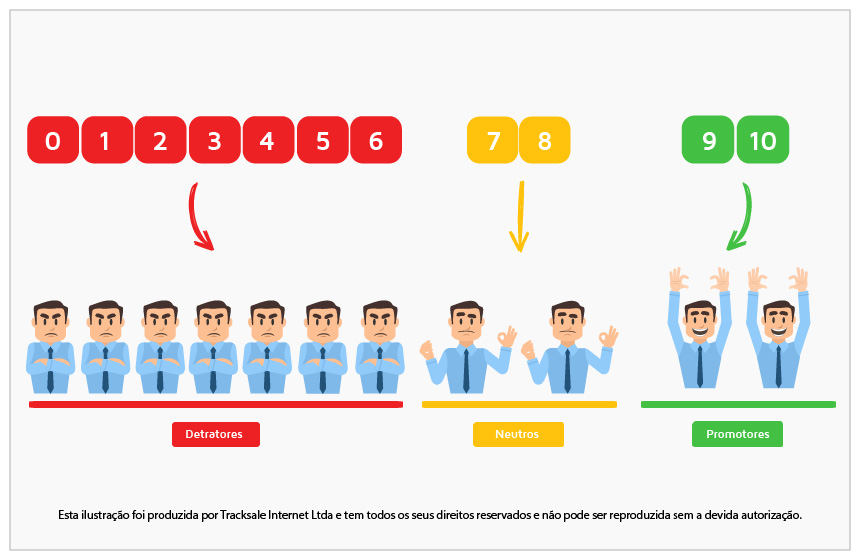 0 1 2 3 4 5 6 7 8 9 10
Detratores Neutros Promotores
Esta ilustração foi produzida por Tracksale Internet Ltda e tem todos os seus direitos reservados e não pode ser reproduzida sem a devida autorização.